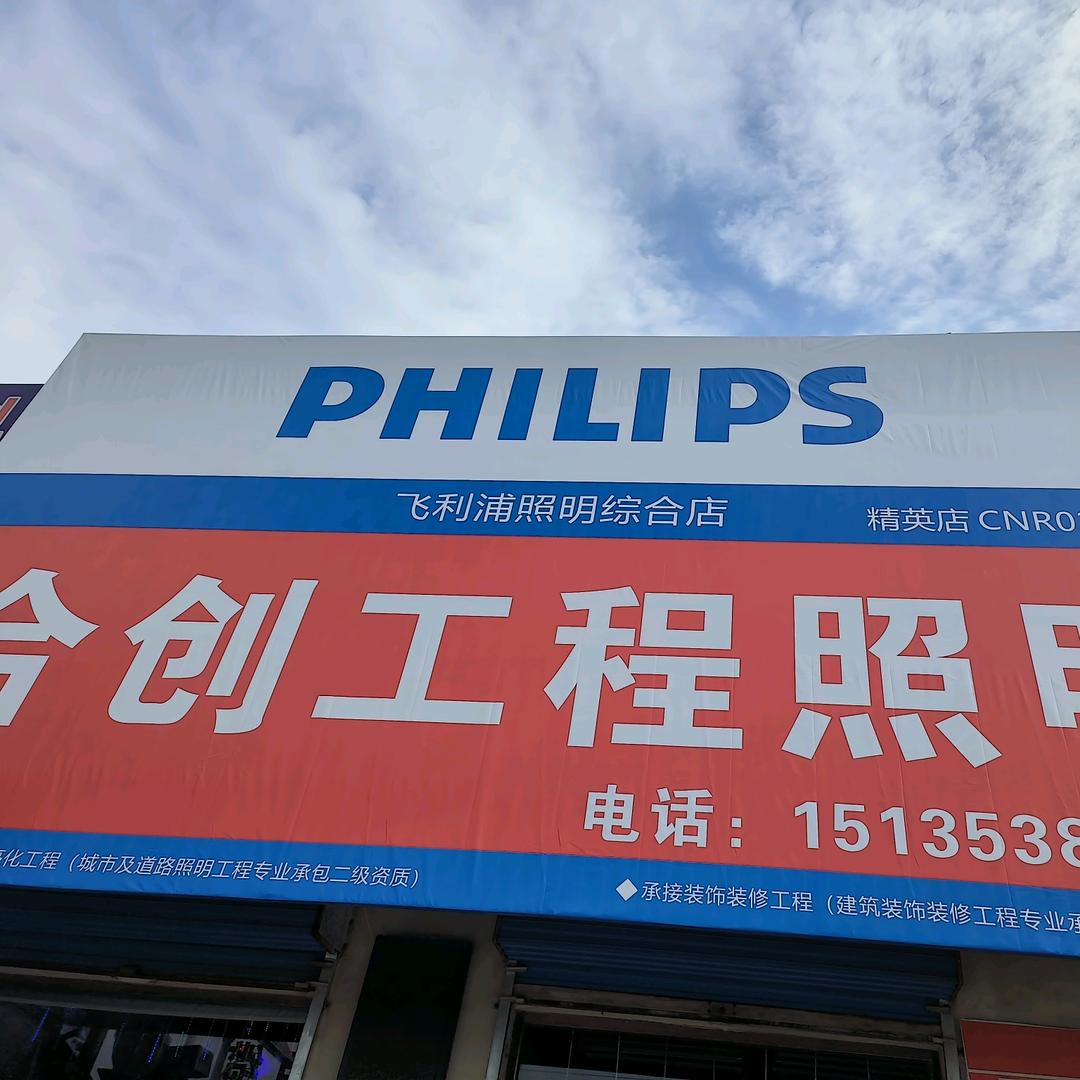 PHILIPS
飞利浦照明综合店
精英店 CNR0
创工程照
电话：1513538
化工程（城市及道路照明工程专业承包二级资质）
◆承接装饰装修工程（建筑装饰装修工程专业承